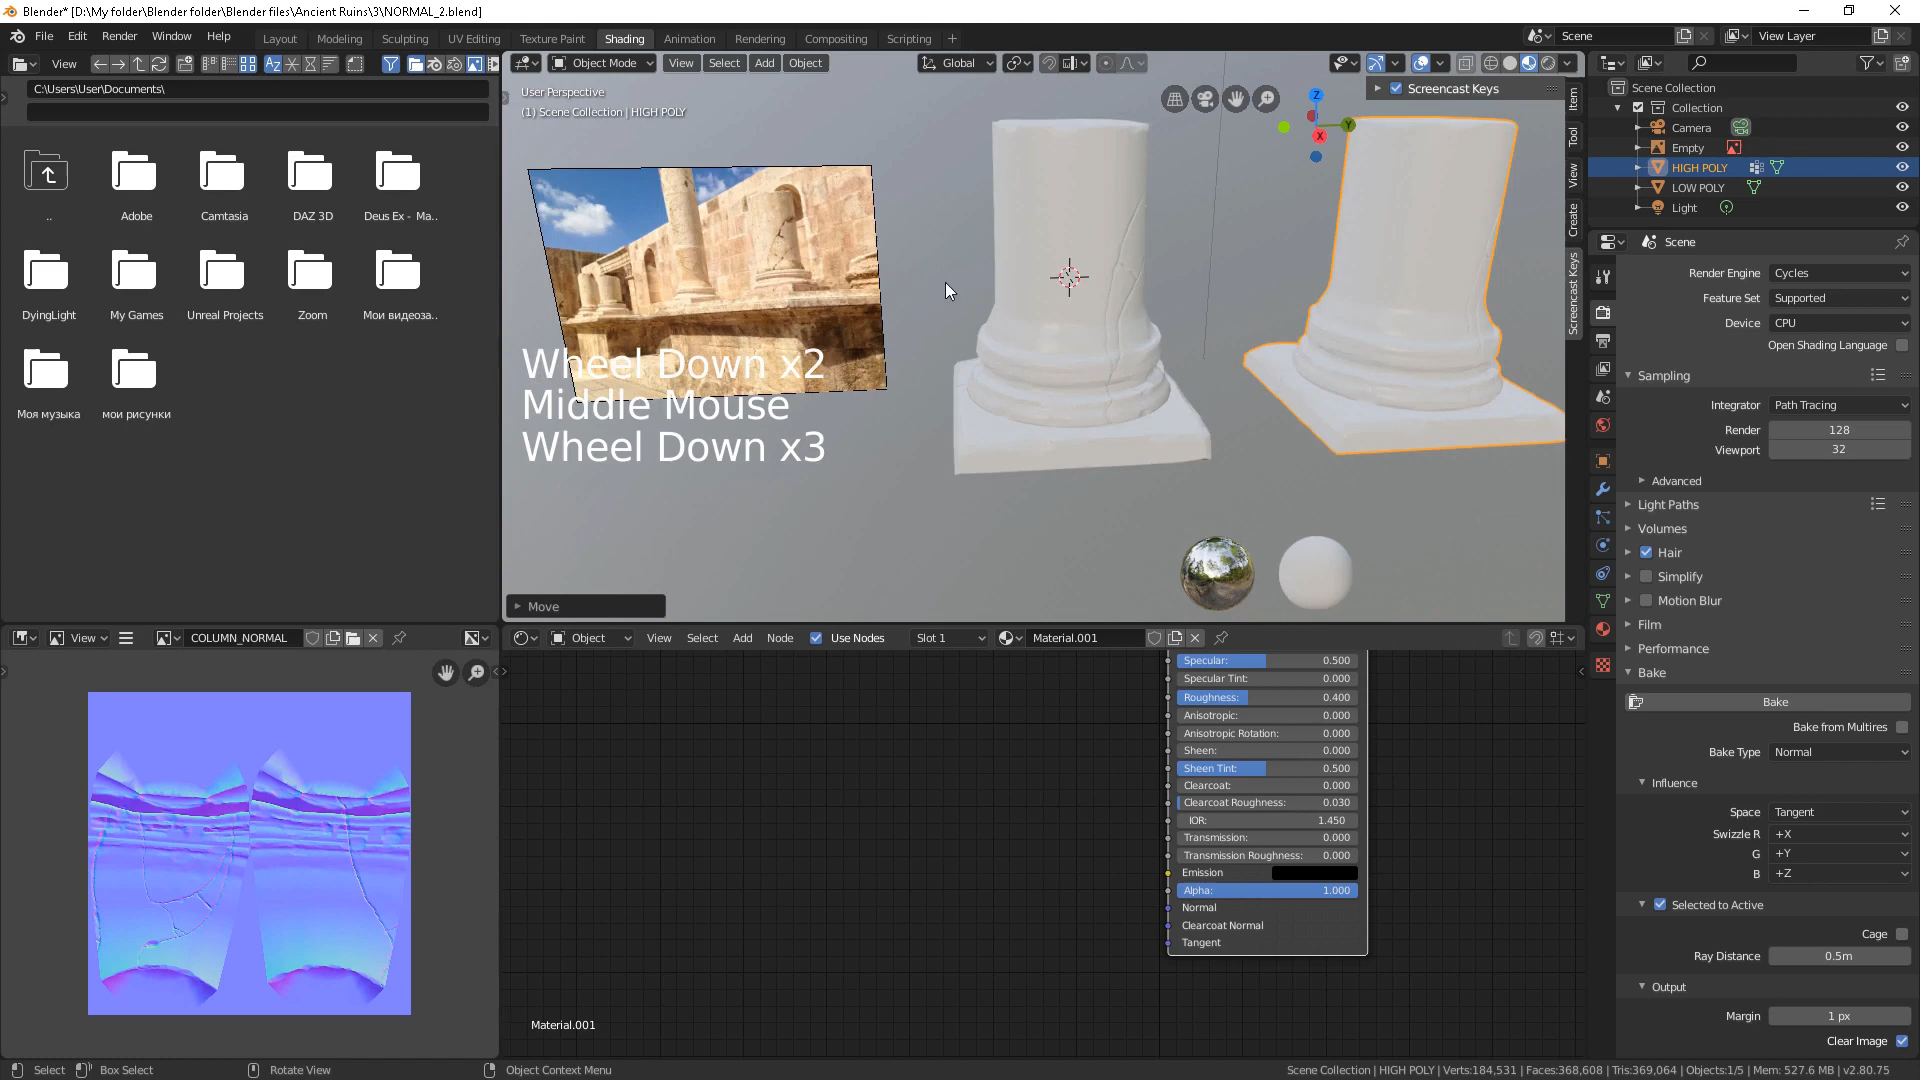 Blender* [D:\My folder\Blender folder\Blender files\Ancient Ruins\3\NORMAL_2.blend]
File Edit Render Window Help Layout Modeling Sculpting UV Editing Texture Paint Shading Animation Rendering Compositing Scripting + Scene View Layer
View Object Mode View Select Add Object Global
C:\Users\User\Documents\
User Perspective
(1) Scene Collection | HIGH POLY
Screencast Keys
Item
Tool
View
Create
Screencast Keys
Z
Y
X
..
Adobe
Camtasia
DAZ 3D
Deus Ex - Ma..
DyingLight
My Games
Unreal Projects
Zoom
Мои видеоза..
Моя музыка
мои рисунки
Wheel Down x2
Middle Mouse
Wheel Down x3
Move
Scene Collection
Collection
Camera
Empty
HIGH POLY
LOW POLY
Light
Scene
Render Engine Cycles
Feature Set Supported
Device CPU
Open Shading Language
Sampling
Integrator Path Tracing
Render 128
Viewport 32
Advanced
Light Paths
Volumes
Hair
Simplify
Motion Blur
Film
Performance
Bake
Bake
Bake from Multires
Bake Type Normal
Influence
Space Tangent
Swizzle R +X
G +Y
B +Z
Selected to Active
Cage
Ray Distance 0.5m
Output
Margin 1 px
Clear Image
View COLUMN_NORMAL
Object View Select Add Node Use Nodes Slot 1 Material.001
Specular: 0.500
Specular Tint: 0.000
Roughness: 0.400
Anisotropic: 0.000
Anisotropic Rotation: 0.000
Sheen: 0.000
Sheen Tint: 0.500
Clearcoat: 0.000
Clearcoat Roughness: 0.030
IOR: 1.450
Transmission: 0.000
Transmission Roughness: 0.000
Emission
Alpha: 1.000
Normal
Clearcoat Normal
Tangent
Material.001
Select Box Select Rotate View Object Context Menu
Scene Collection | HIGH POLY | Verts:184,531 | Faces:368,608 | Tris:369,064 | Objects:1/5 | Mem: 527.6 MB | v2.80.75